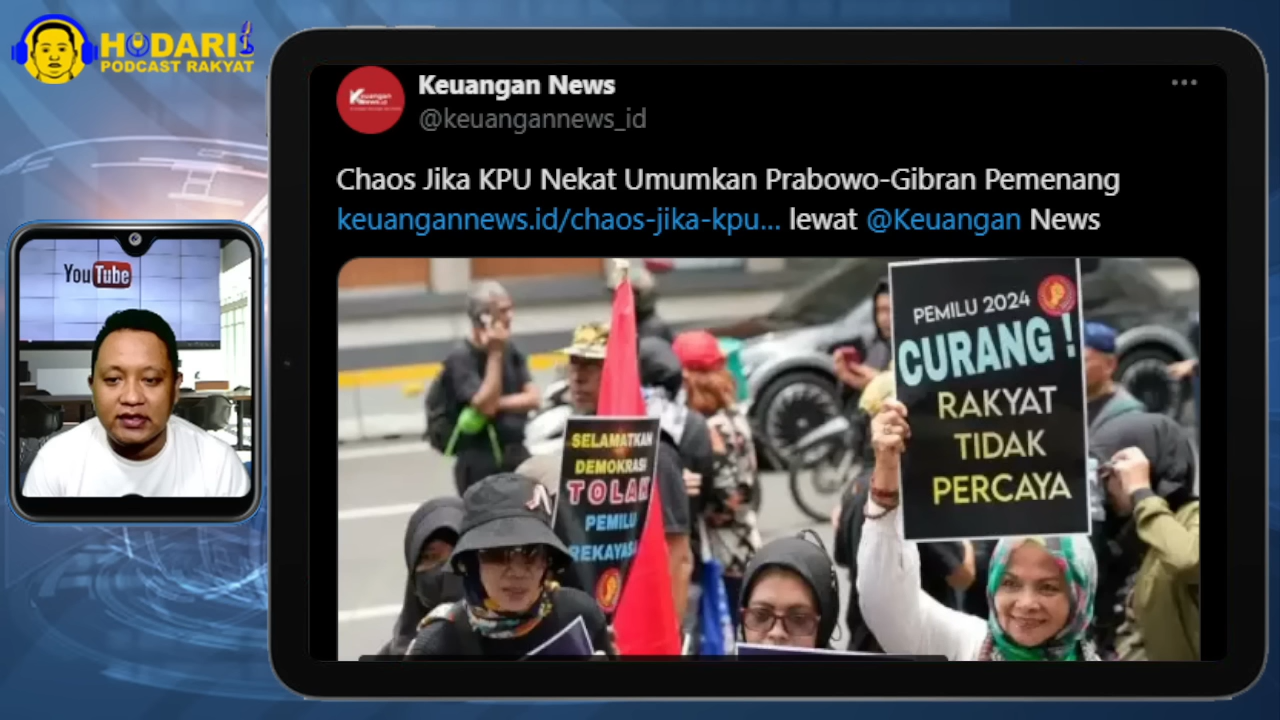 HUDARI
PODCAST RAKYAT
Keuangan News
@keuangannews_id
Chaos Jika KPU Nekat Umumkan Prabowo-Gibran Pemenang
keuangannews.id/chaos-jika-kpu... lewat @Keuangan News
YouTube
PEMILU 2024
CURANG !
RAKYAT
TIDAK
PERCAYA
SELAMATKAN
DEMOKRASI
TOLAK
PEMILU
REKAYASA